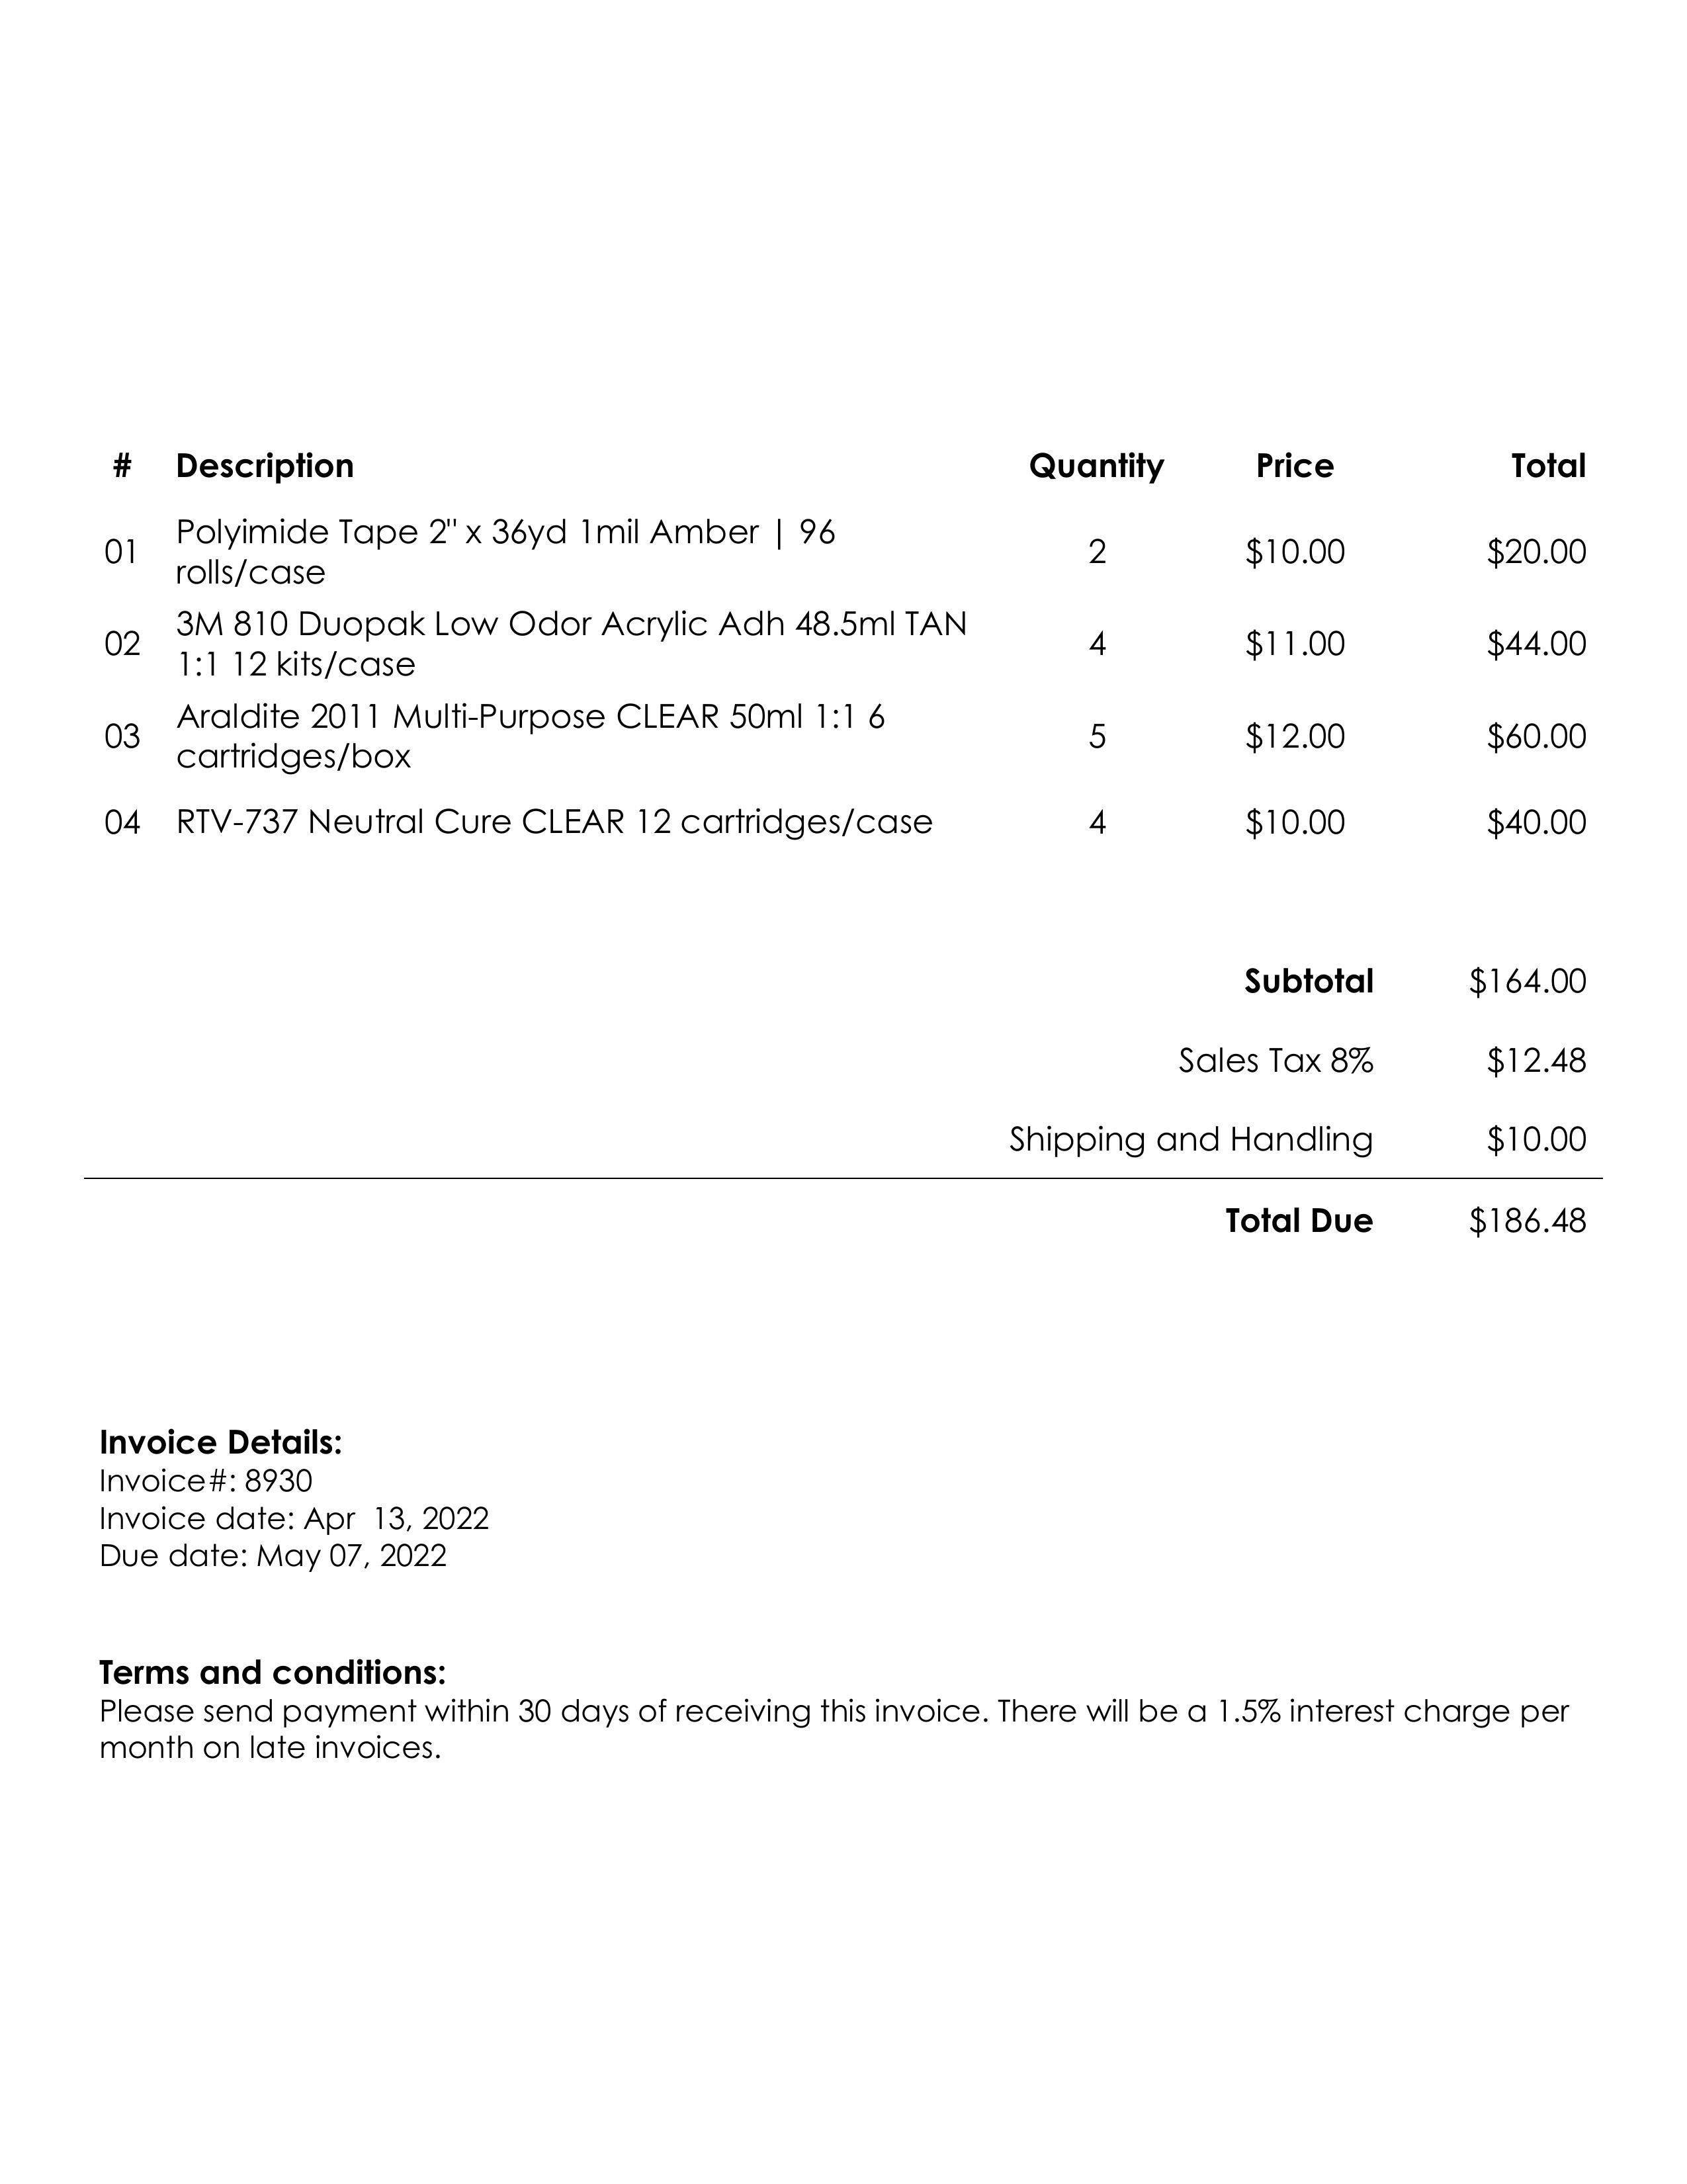 # Description Quantity Price Total
01 Polyimide Tape 2" x 36yd 1mil Amber | 96
rolls/case 2 $10.00 $20.00
02 3M 810 Duopak Low Odor Acrylic Adh 48.5ml TAN
1:1 12 kits/case 4 $11.00 $44.00
03 Araldite 2011 Multi-Purpose CLEAR 50ml 1:1 6
cartridges/box 5 $12.00 $60.00
04 RTV-737 Neutral Cure CLEAR 12 cartridges/case 4 $10.00 $40.00
Subtotal $164.00
Sales Tax 8% $12.48
Shipping and Handling $10.00
Total Due $186.48
Invoice Details:
Invoice#: 8930
Invoice date: Apr  13, 2022
Due date: May 07, 2022
Terms and conditions:
Please send payment within 30 days of receiving this invoice. There will be a 1.5% interest charge per
month on late invoices.